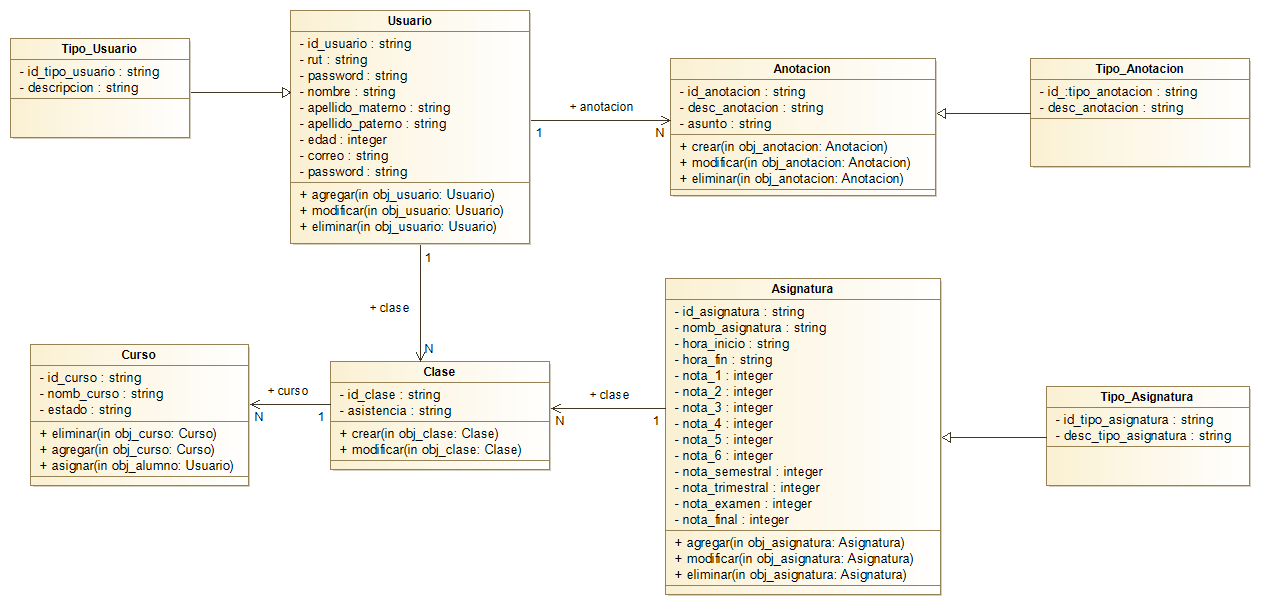 Tipo_Usuario
- id_tipo_usuario : string
- descripcion : string
Usuario
- id_usuario : string
- rut : string
- password : string
- nombre : string
- apellido_materno : string
- apellido_paterno : string
- edad : integer
- correo : string
- password : string
+ agregar(in obj_usuario: Usuario)
+ modificar(in obj_usuario: Usuario)
+ eliminar(in obj_usuario: Usuario)
+ anotacion
1
N
Anotacion
- id_anotacion : string
- desc_anotacion : string
- asunto : string
+ crear(in obj_anotacion: Anotacion)
+ modificar(in obj_anotacion: Anotacion)
+ eliminar(in obj_anotacion: Anotacion)
Tipo_Anotacion
- id_:tipo_anotacion : string
- desc_anotacion : string
1
+ clase
N
Curso
- id_curso : string
- nomb_curso : string
- estado : string
+ eliminar(in obj_curso: Curso)
+ agregar(in obj_curso: Curso)
+ asignar(in obj_alumno: Usuario)
+ curso
N
1
Clase
- id_clase : string
- asistencia : string
+ crear(in obj_clase: Clase)
+ modificar(in obj_clase: Clase)
+ clase
N
1
Asignatura
- id_asignatura : string
- nomb_asignatura : string
- hora_inicio : string
- hora_fin : string
- nota_1 : integer
- nota_2 : integer
- nota_3 : integer
- nota_4 : integer
- nota_5 : integer
- nota_6 : integer
- nota_semestral : integer
- nota_trimestral : integer
- nota_examen : integer
- nota_final : integer
+ agregar(in obj_asignatura: Asignatura)
+ modificar(in obj_asignatura: Asignatura)
+ eliminar(in obj_asignatura: Asignatura)
Tipo_Asignatura
- id_tipo_asignatura : string
- desc_tipo_asignatura : string